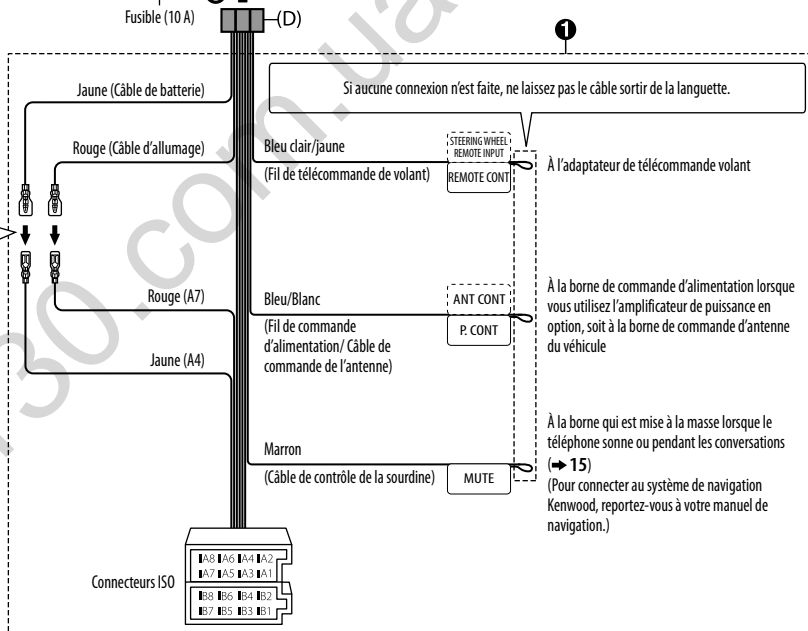 Fusible (10 A)
(D)
1
Si aucune connexion n'est faite, ne laissez pas le câble sortir de la languette.
Jaune (Câble de batterie)
Rouge (Câble d'allumage)
Bleu clair/jaune
(Fil de télécommande de volant)
STEERING WHEEL
REMOTE INPUT
REMOTE CONT
À l'adaptateur de télécommande volant
Rouge (A7)
Jaune (A4)
Bleu/Blanc
(Fil de commande
d'alimentation/ Câble de
commande de l'antenne)
ANT CONT
P. CONT
À la borne de commande d'alimentation lorsque
vous utilisez l'amplificateur de puissance en
option, soit à la borne de commande d'antenne
du véhicule
Marron
(Câble de contrôle de la sourdine)
MUTE
À la borne qui est mise à la masse lorsque le
téléphone sonne ou pendant les conversations
(➡ 15)
(Pour connecter au système de navigation
Kenwood, reportez-vous à votre manuel de
navigation.)
Connecteurs ISO
A8 A6 A4 A2
A7 A5 A3 A1
B8 B6 B4 B2
B7 B5 B3 B1
130.com.ua